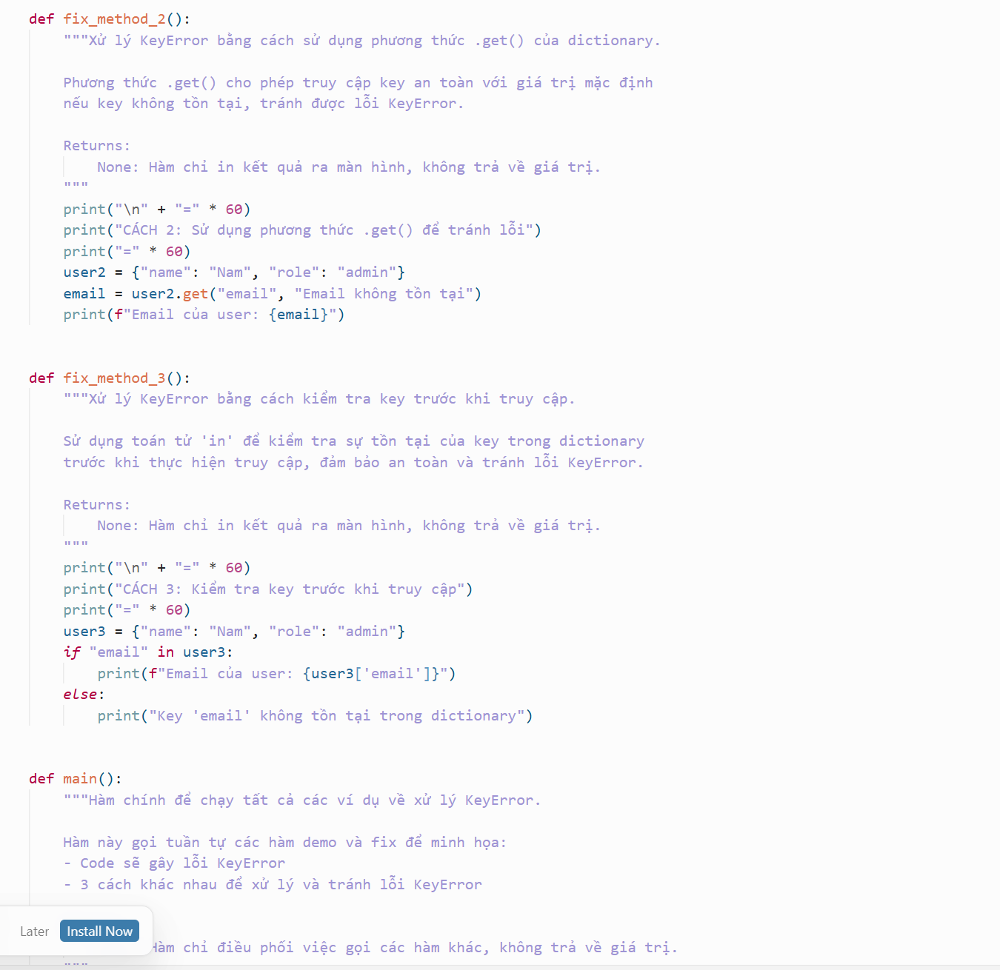 def fix_method_2():
    """Xử lý KeyError bằng cách sử dụng phương thức .get() của dictionary.

    Phương thức .get() cho phép truy cập key an toàn với giá trị mặc định
    nếu key không tồn tại, tránh được lỗi KeyError.

    Returns:
        None: Hàm chỉ in kết quả ra màn hình, không trả về giá trị.
    """
    print("\n" + "=" * 60)
    print("CÁCH 2: Sử dụng phương thức .get() để tránh lỗi")
    print("=" * 60)
    user2 = {"name": "Nam", "role": "admin"}
    email = user2.get("email", "Email không tồn tại")
    print(f"Email của user: {email}")


def fix_method_3():
    """Xử lý KeyError bằng cách kiểm tra key trước khi truy cập.

    Sử dụng toán tử 'in' để kiểm tra sự tồn tại của key trong dictionary
    trước khi thực hiện truy cập, đảm bảo an toàn và tránh lỗi KeyError.

    Returns:
        None: Hàm chỉ in kết quả ra màn hình, không trả về giá trị.
    """
    print("\n" + "=" * 60)
    print("CÁCH 3: Kiểm tra key trước khi truy cập")
    print("=" * 60)
    user3 = {"name": "Nam", "role": "admin"}
    if "email" in user3:
        print(f"Email của user: {user3['email']}")
    else:
        print("Key 'email' không tồn tại trong dictionary")


def main():
    """Hàm chính để chạy tất cả các ví dụ về xử lý KeyError.

    Hàm này gọi tuần tự các hàm demo và fix để minh họa:
    - Code sẽ gây lỗi KeyError
    - 3 cách khác nhau để xử lý và tránh lỗi KeyError

Later Install Now
Hàm chỉ điều phối việc gọi các hàm khác, không trả về giá trị.
    """